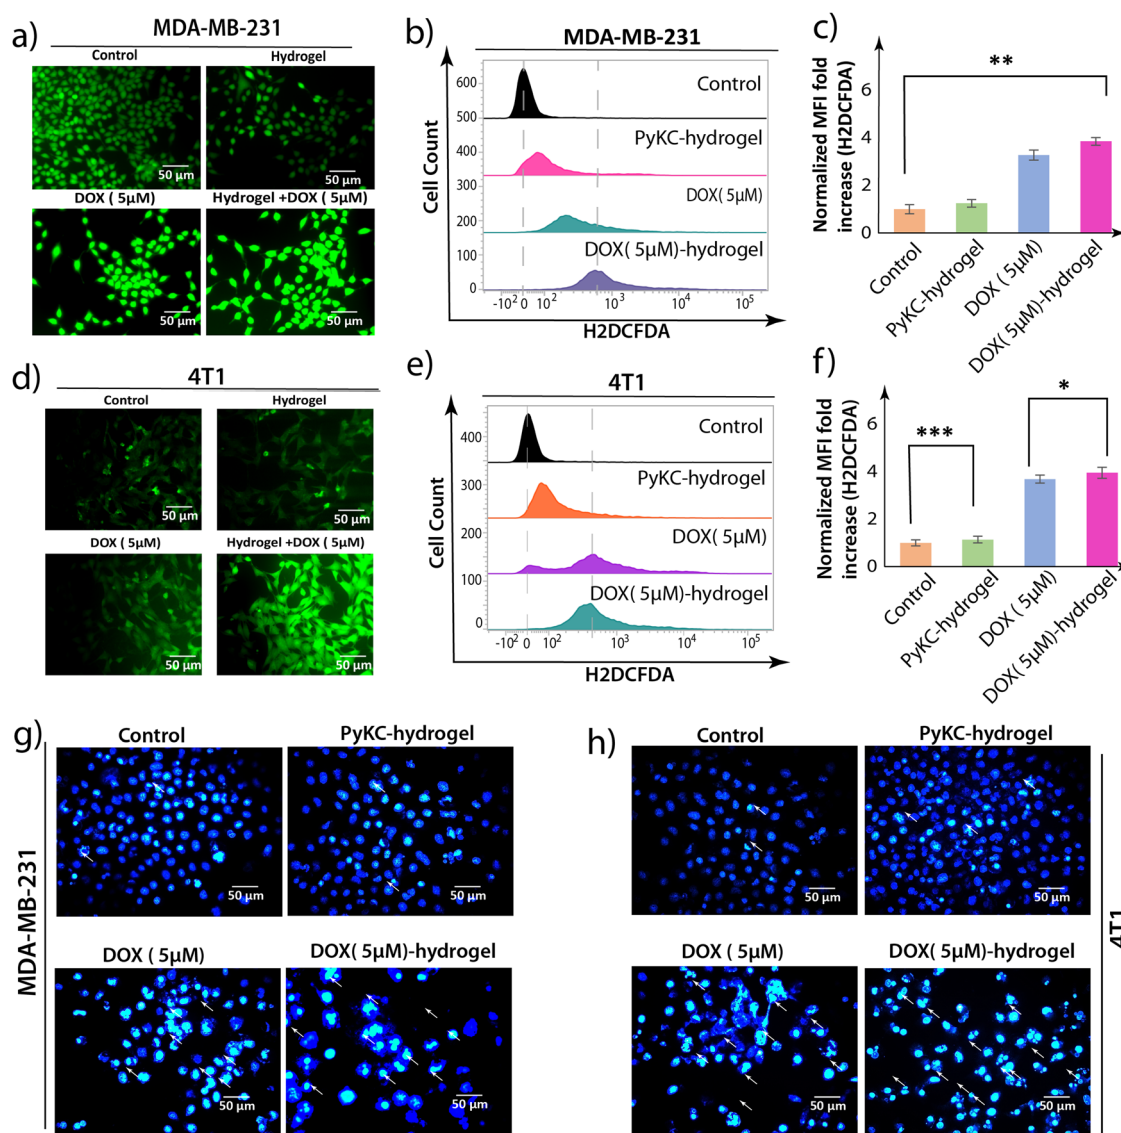 a)
MDA-MB-231
Control
Hydrogel
50 µm
50 µm
DOX ( 5µM)
Hydrogel +DOX ( 5µM)
50 µm
50 µm
b)
MDA-MB-231
Cell Count
600
500
400
300
200
100
0
Control
PyKC-hydrogel
DOX( 5µM)
DOX( 5µM)-hydrogel
-10² 0 10² 10³ 10⁴ 10⁵
H2DCFDA
c)
Normalized MFI fold
increase (H2DCFDA)
6
4
2
0
**
Control
PyKC-hydrogel
DOX ( 5µM)
DOX( 5µM)-hydrogel
d)
4T1
Control
Hydrogel
50 µm
50 µm
DOX ( 5µM)
Hydrogel +DOX ( 5µM)
50 µm
50 µm
e)
4T1
Cell Count
400
300
200
100
0
Control
PyKC-hydrogel
DOX( 5µM)
DOX( 5µM)-hydrogel
-10² 0 10² 10³ 10⁴ 10⁵
H2DCFDA
f)
Normalized MFI fold
increase (H2DCFDA)
6
4
2
0
***
*
Control
PyKC-hydrogel
DOX ( 5µM)
DOX( 5µM)-hydrogel
g)
MDA-MB-231
Control
PyKC-hydrogel
50 µm
50 µm
DOX ( 5µM)
DOX( 5µM)-hydrogel
50 µm
50 µm
h)
Control
PyKC-hydrogel
50 µm
50 µm
DOX ( 5µM)
DOX( 5µM)-hydrogel
50 µm
50 µm
4T1